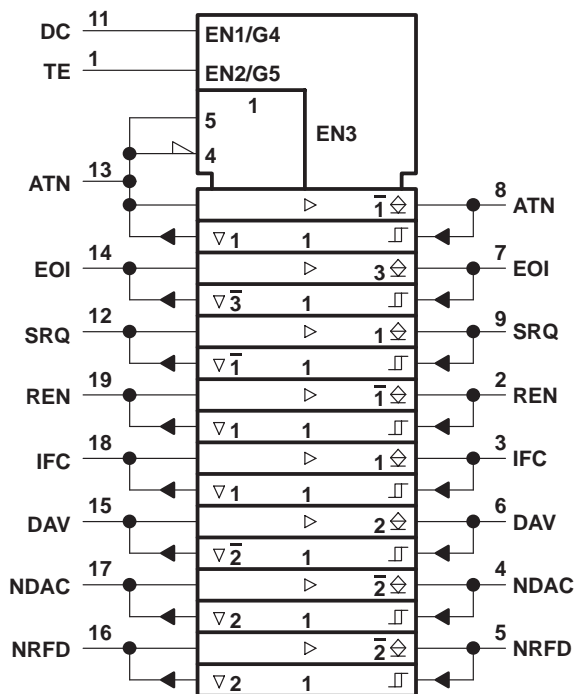 DC 11 EN1/G4
TE 1 EN2/G5
1
5
EN3
4
13
ATN
▷ 1̅ 8 ATN
▽ 1 1
EOI 14 ▷ 3 7 EOI
▽ 3̅ 1
SRQ 12 ▷ 1 9 SRQ
▽ 1̅ 1
REN 19 ▷ 1̅ 2 REN
▽ 1 1
IFC 18 ▷ 1 3 IFC
▽ 1 1
DAV 15 ▷ 2 6 DAV
▽ 2̅ 1
NDAC 17 ▷ 2̅ 4 NDAC
▽ 2 1
NRFD 16 ▷ 2̅ 5 NRFD
▽ 2 1